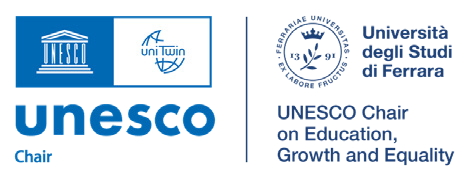 UNESCO
uniTwin
unesco
Chair
FERRARIAE UNIVERSITAS
13 91
EX LABORE FRUCTUS
Università
degli Studi
di Ferrara
UNESCO Chair
on Education,
Growth and Equality